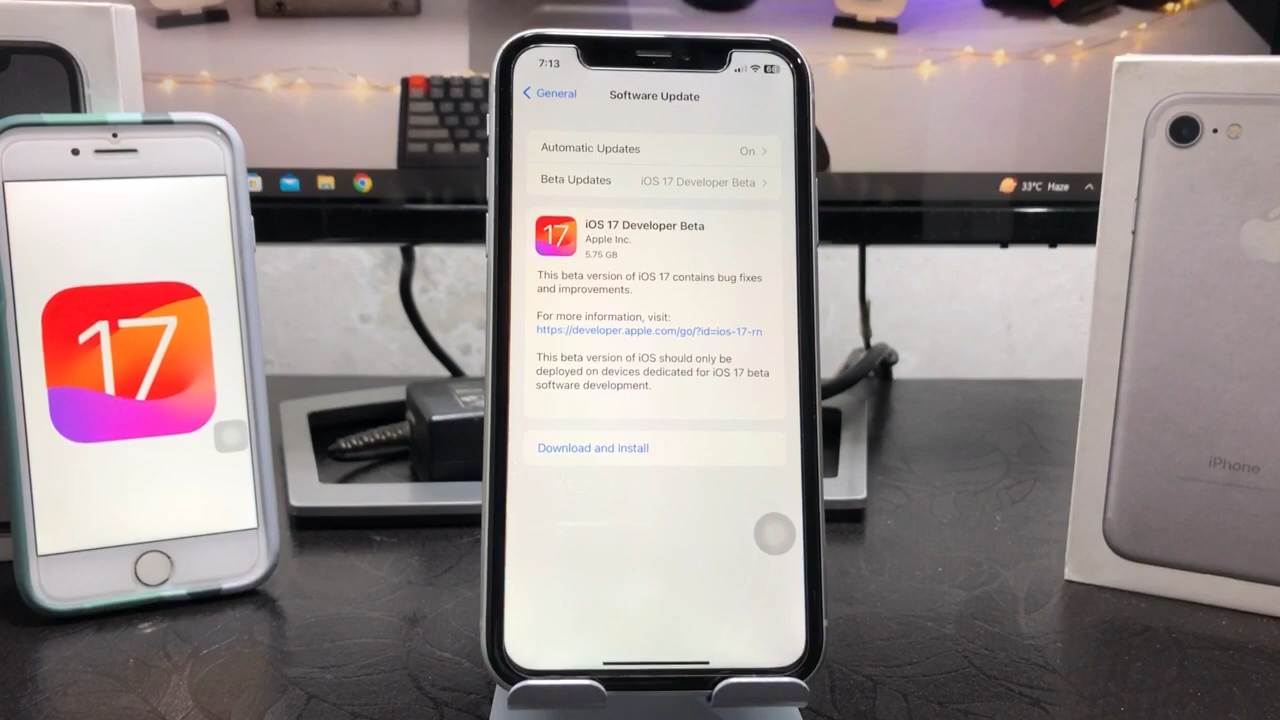 7:13
General
Software Update
Automatic Updates
On
Beta Updates
iOS 17 Developer Beta
17
iOS 17 Developer Beta
Apple Inc.
5.75 GB
This beta version of iOS 17 contains bug fixes
and improvements.
For more information, visit:
https://developer.apple.com/go/?id=ios-17-rn
This beta version of iOS should only be
deployed on devices dedicated for iOS 17 beta
software development.
Download and Install
17
33°C Haze
iPhone